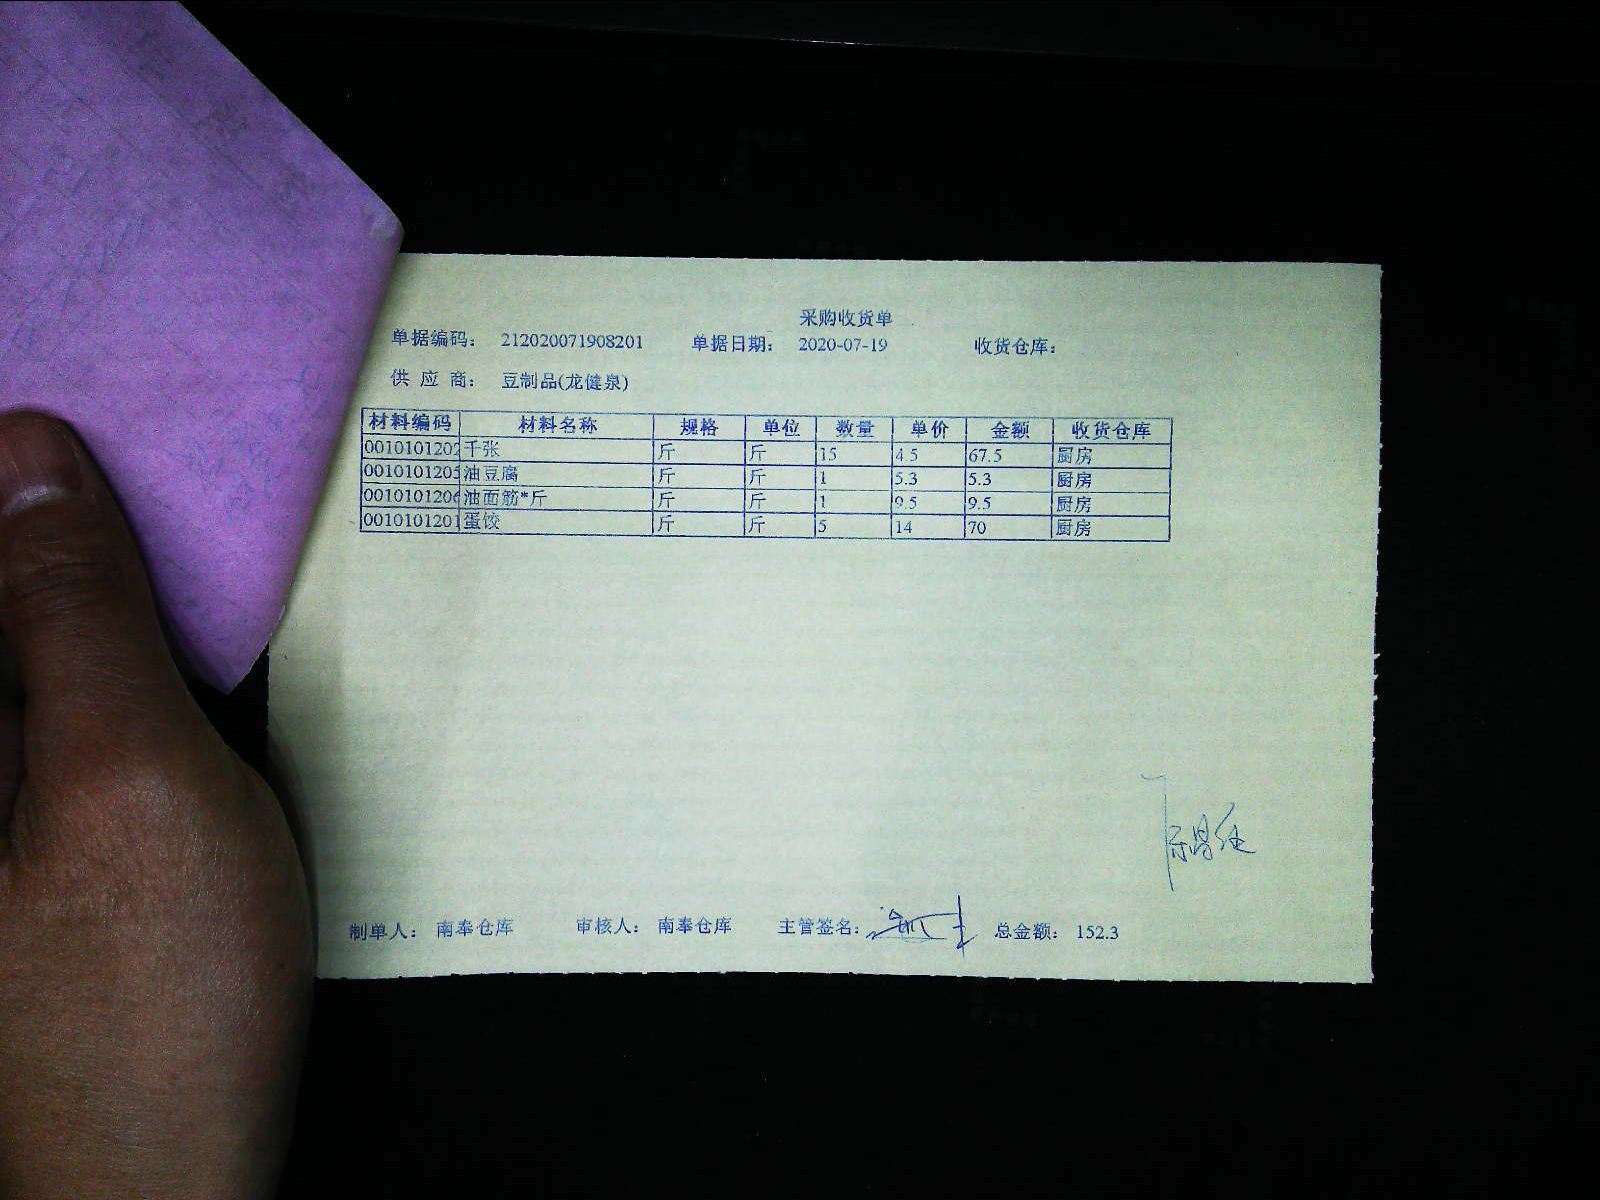 采购收货单
单据编码： 212020071908201 单据日期： 2020-07-19 收货仓库：
供 应 商： 豆制品(龙健泉)
材料编码 材料名称 规格 单位 数量 单价 金额 收货仓库
0010101202 千张 斤 斤 15 4.5 67.5 厨房
0010101205 油豆腐 斤 斤 1 5.3 5.3 厨房
0010101206 油面筋*斤 斤 斤 1 9.5 9.5 厨房
0010101201 蛋饺 斤 斤 5 14 70 厨房
制单人： 南奉仓库 审核人： 南奉仓库 主管签名： 总金额： 152.3